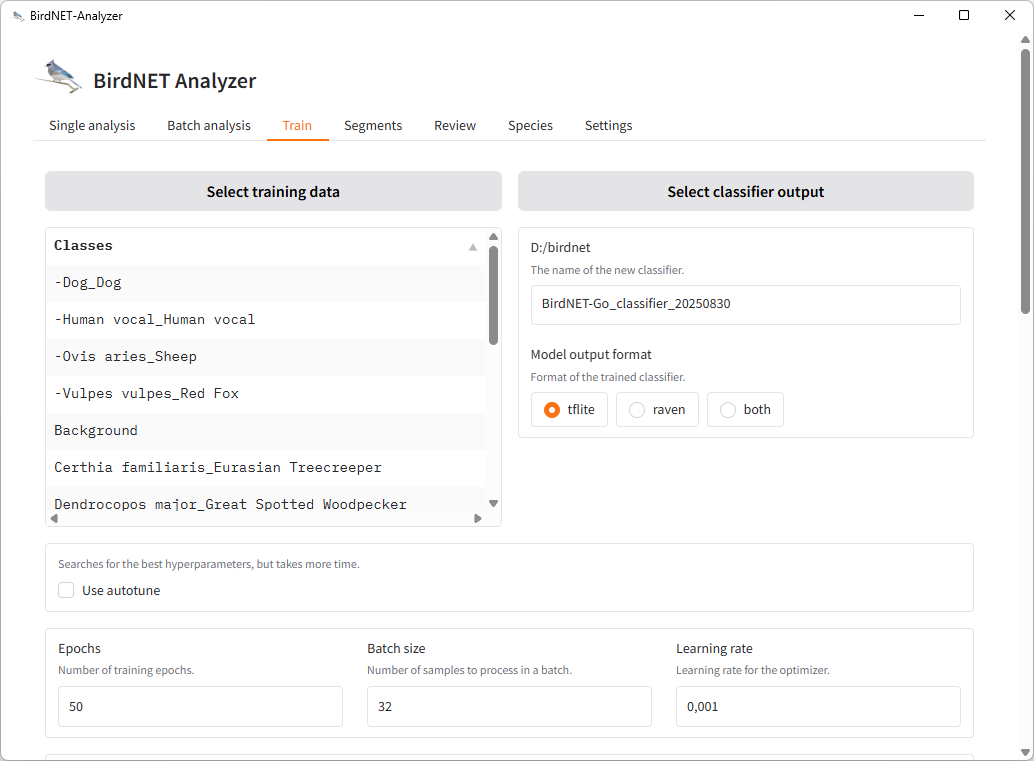 BirdNET-Analyzer
BirdNET Analyzer
Single analysis Batch analysis Train Segments Review Species Settings
Select training data
Classes
-Dog_Dog
-Human vocal_Human vocal
-Ovis aries_Sheep
-Vulpes vulpes_Red Fox
Background
Certhia familiaris_Eurasian Treecreeper
Dendrocopos major_Great Spotted Woodpecker
Select classifier output
D:/birdnet
The name of the new classifier.
BirdNET-Go_classifier_20250830
Model output format
Format of the trained classifier.
tflite raven both
Searches for the best hyperparameters, but takes more time.
Use autotune
Epochs
Number of training epochs.
50
Batch size
Number of samples to process in a batch.
32
Learning rate
Learning rate for the optimizer.
0,001